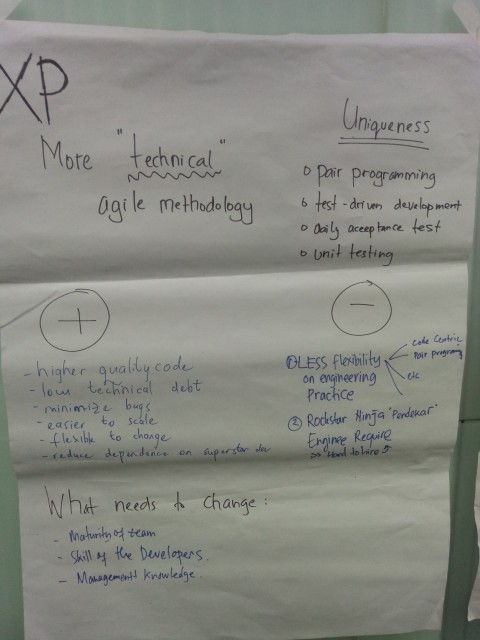 XP
More "technical"
agile methodology
Uniqueness
pair programming
test-driven development
daily acceptance test
unit testing
+
- higher quality code
- low technical debt
- minimize bugs
- easier to scale
- flexible to change
- reduce dependence on superstar dev
-
① LESS flexibility
on engineering
Practice
code centric
Pair program
etc
② Rockstar Ninja "Pendekar"
Enginee Require
>> Hard to hire
What needs to change:
- Maturity of team
- Skill of the Developers.
- Management knowledge.